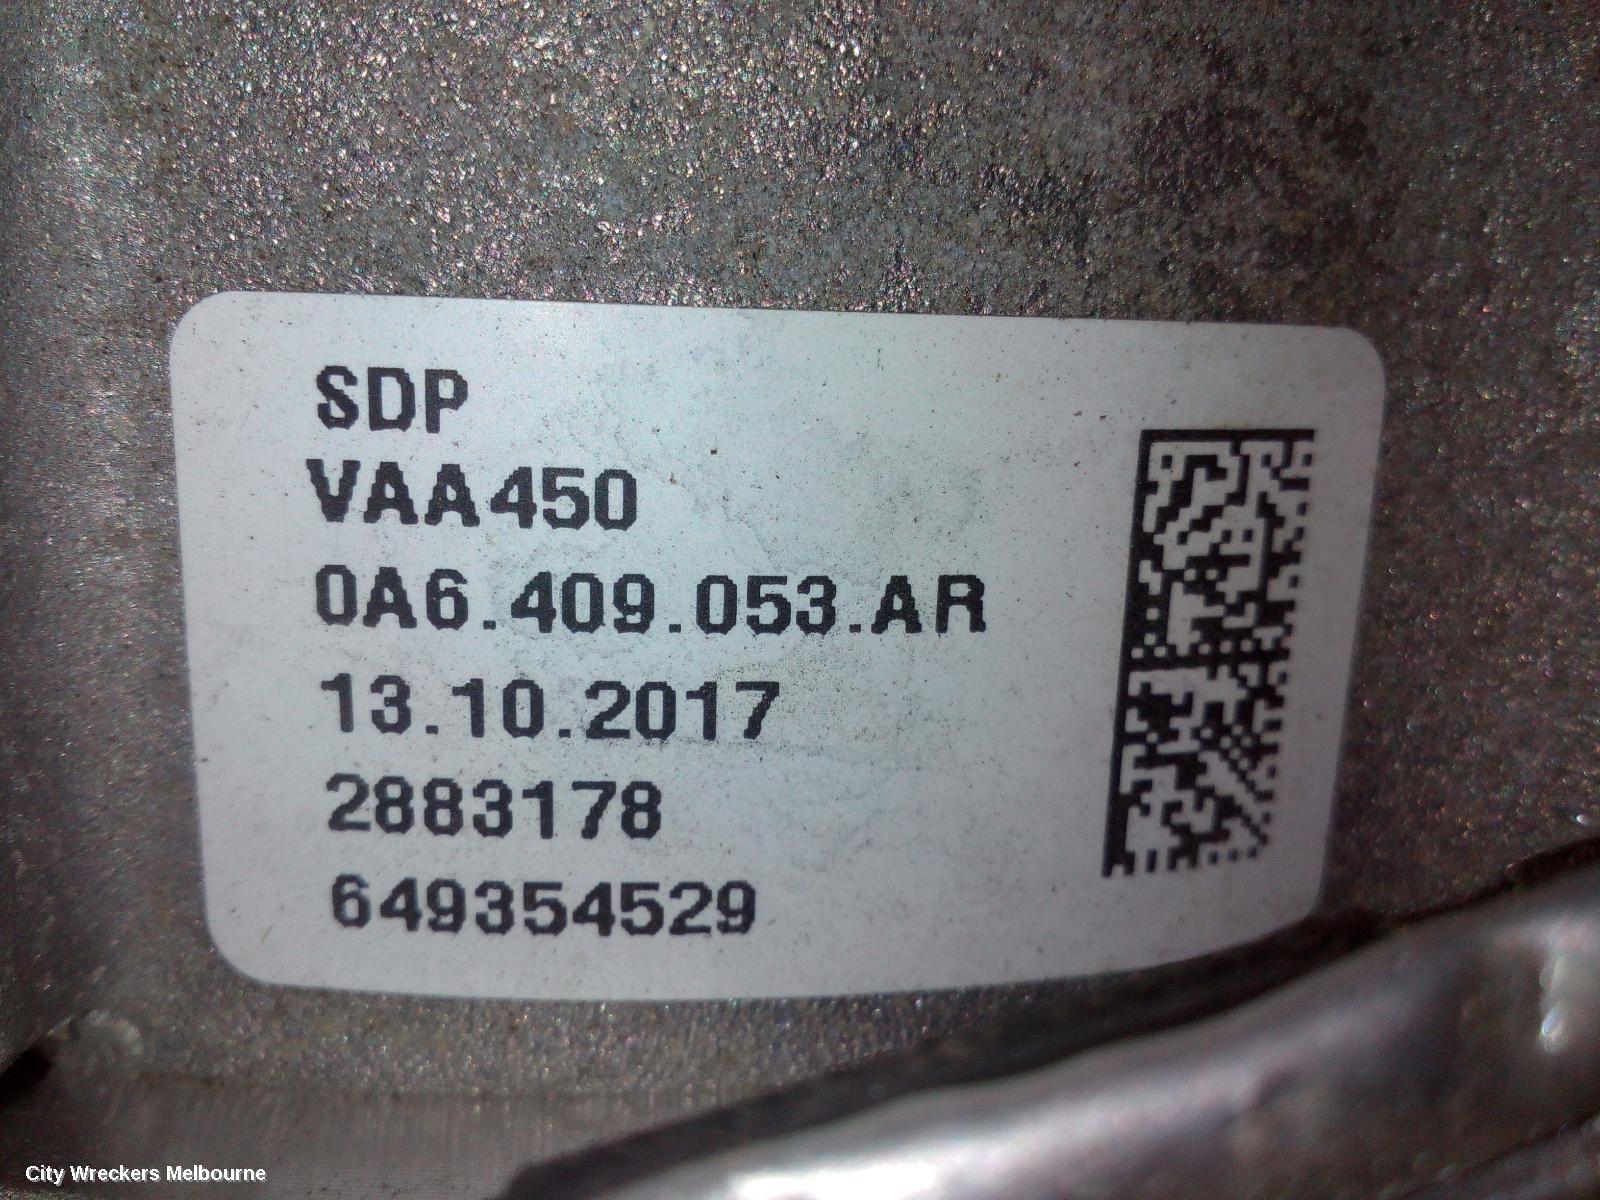 SDP
VAA450
0A6.409.053.AR
13.10.2017
2883178
649354529
City Wreckers Melbourne